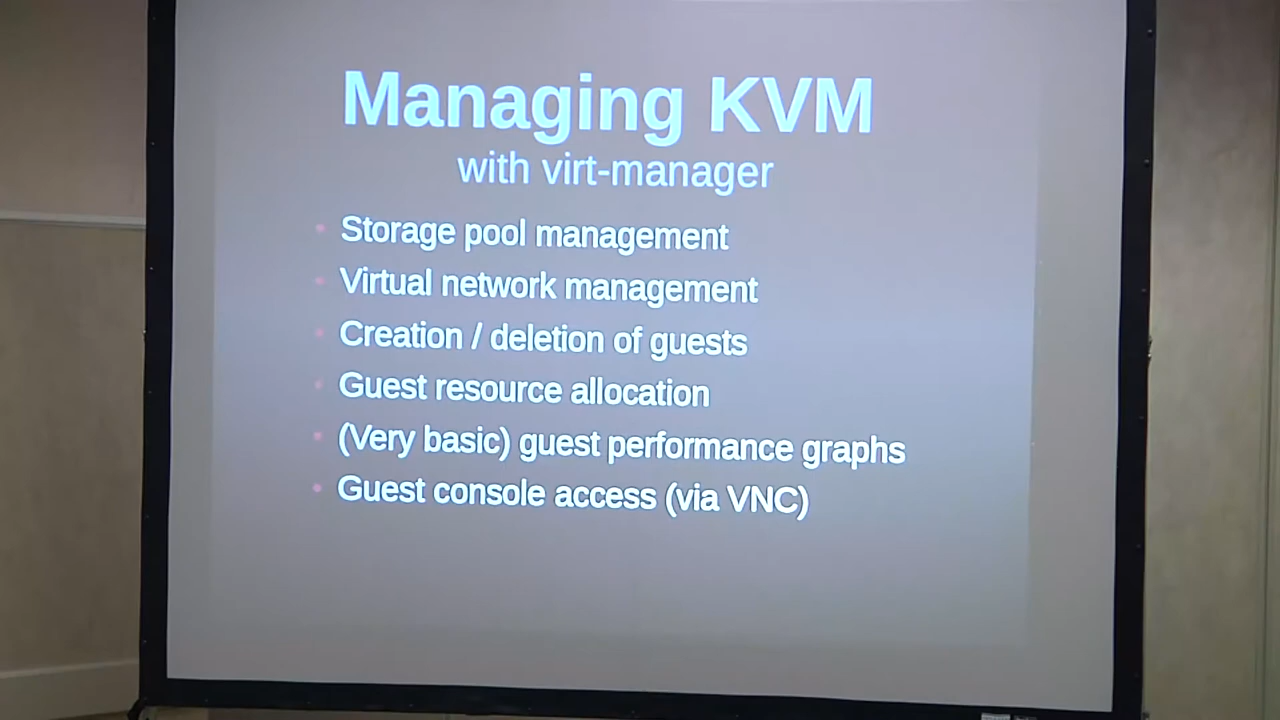 Managing KVM
with virt-manager
Storage pool management
Virtual network management
Creation / deletion of guests
Guest resource allocation
(Very basic) guest performance graphs
Guest console access (via VNC)